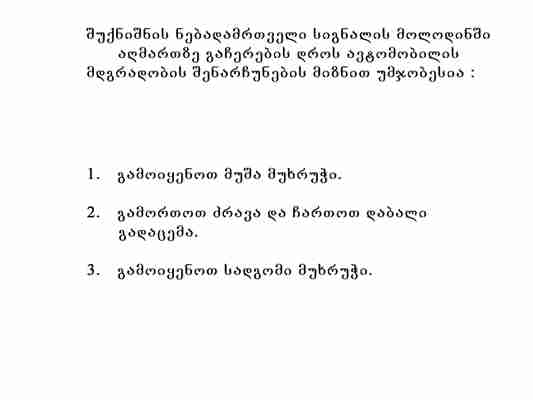 შუქნიშნის ნებადამრთველი სიგნალის მოლოდინში
აღმართზე გაჩერების დროს ავტომობილის
მდგრადობის შენარჩუნების მიზნით უმჯობესია :
1. გამოიყენოთ მუშა მუხრუჭი.
2. გამორთოთ ძრავა და ჩართოთ დაბალი
გადაცემა.
3. გამოიყენოთ სადგომი მუხრუჭი.